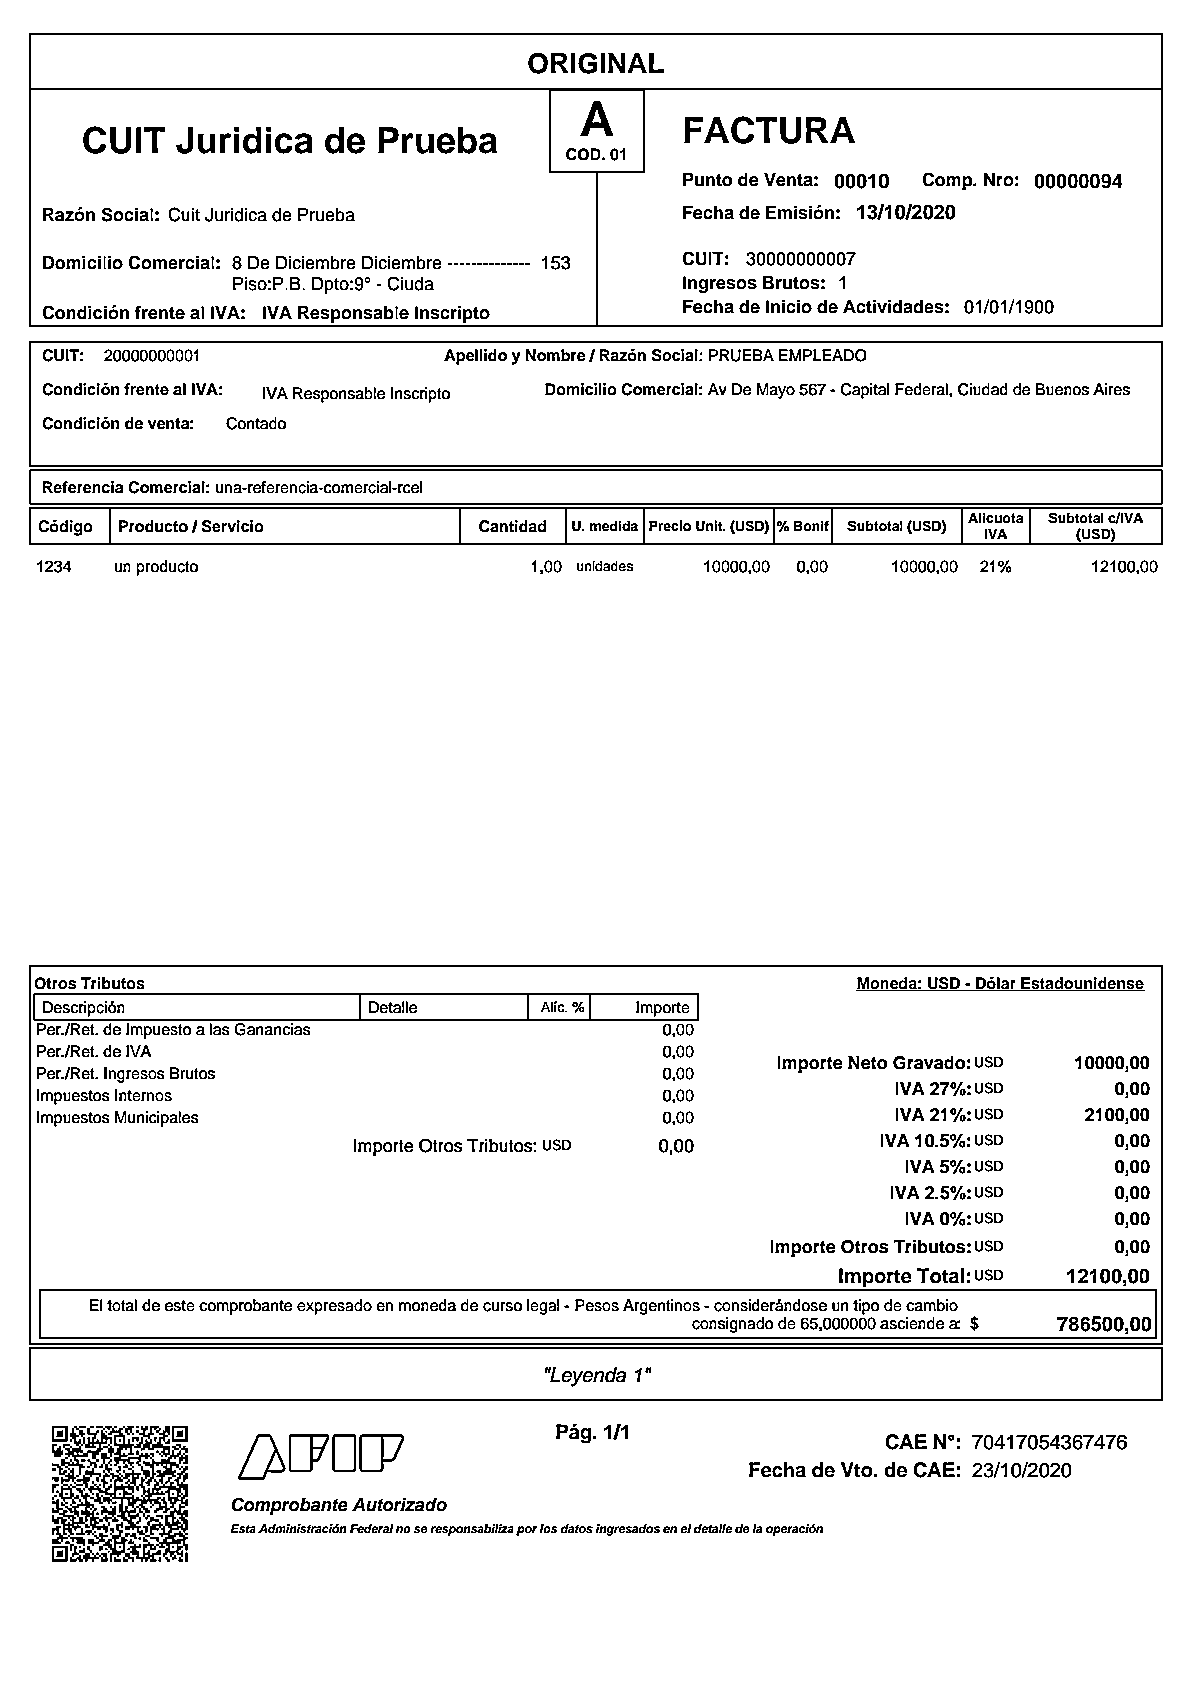 ORIGINAL
CUIT Juridica de Prueba
A
COD. 01
FACTURA
Punto de Venta: 00010 Comp. Nro: 00000094
Razón Social: Cuit Juridica de Prueba
Fecha de Emisión: 13/10/2020
Domicilio Comercial: 8 De Diciembre Diciembre -------------- 153
Piso:P.B. Dpto:9° - Ciuda
Condición frente al IVA: IVA Responsable Inscripto
CUIT: 30000000007
Ingresos Brutos: 1
Fecha de Inicio de Actividades: 01/01/1900
CUIT: 20000000001 Apellido y Nombre / Razón Social: PRUEBA EMPLEADO
Condición frente al IVA: IVA Responsable Inscripto Domicilio Comercial: Av De Mayo 567 - Capital Federal, Ciudad de Buenos Aires
Condición de venta: Contado
Referencia Comercial: una-referencia-comercial-rcel
Código Producto / Servicio Cantidad U. medida Precio Unit. (USD) % Bonif Subtotal (USD) Alicuota IVA Subtotal c/IVA (USD)
1234 un producto 1,00 unidades 10000,00 0,00 10000,00 21% 12100,00
Otros Tributos
Descripción Detalle Alíc. % Importe
Per./Ret. de Impuesto a las Ganancias 0,00
Per./Ret. de IVA 0,00
Per./Ret. Ingresos Brutos 0,00
Impuestos Internos 0,00
Impuestos Municipales 0,00
Importe Otros Tributos: USD 0,00
Moneda: USD - Dólar Estadounidense
Importe Neto Gravado: USD 10000,00
IVA 27%: USD 0,00
IVA 21%: USD 2100,00
IVA 10.5%: USD 0,00
IVA 5%: USD 0,00
IVA 2.5%: USD 0,00
IVA 0%: USD 0,00
Importe Otros Tributos: USD 0,00
Importe Total: USD 12100,00
El total de este comprobante expresado en moneda de curso legal - Pesos Argentinos - considerándose un tipo de cambio
consignado de 65,000000 asciende a: $ 786500,00
"Leyenda 1"
AFIP
Pág. 1/1
CAE N°: 70417054367476
Fecha de Vto. de CAE: 23/10/2020
Comprobante Autorizado
Esta Administración Federal no se responsabiliza por los datos ingresados en el detalle de la operación